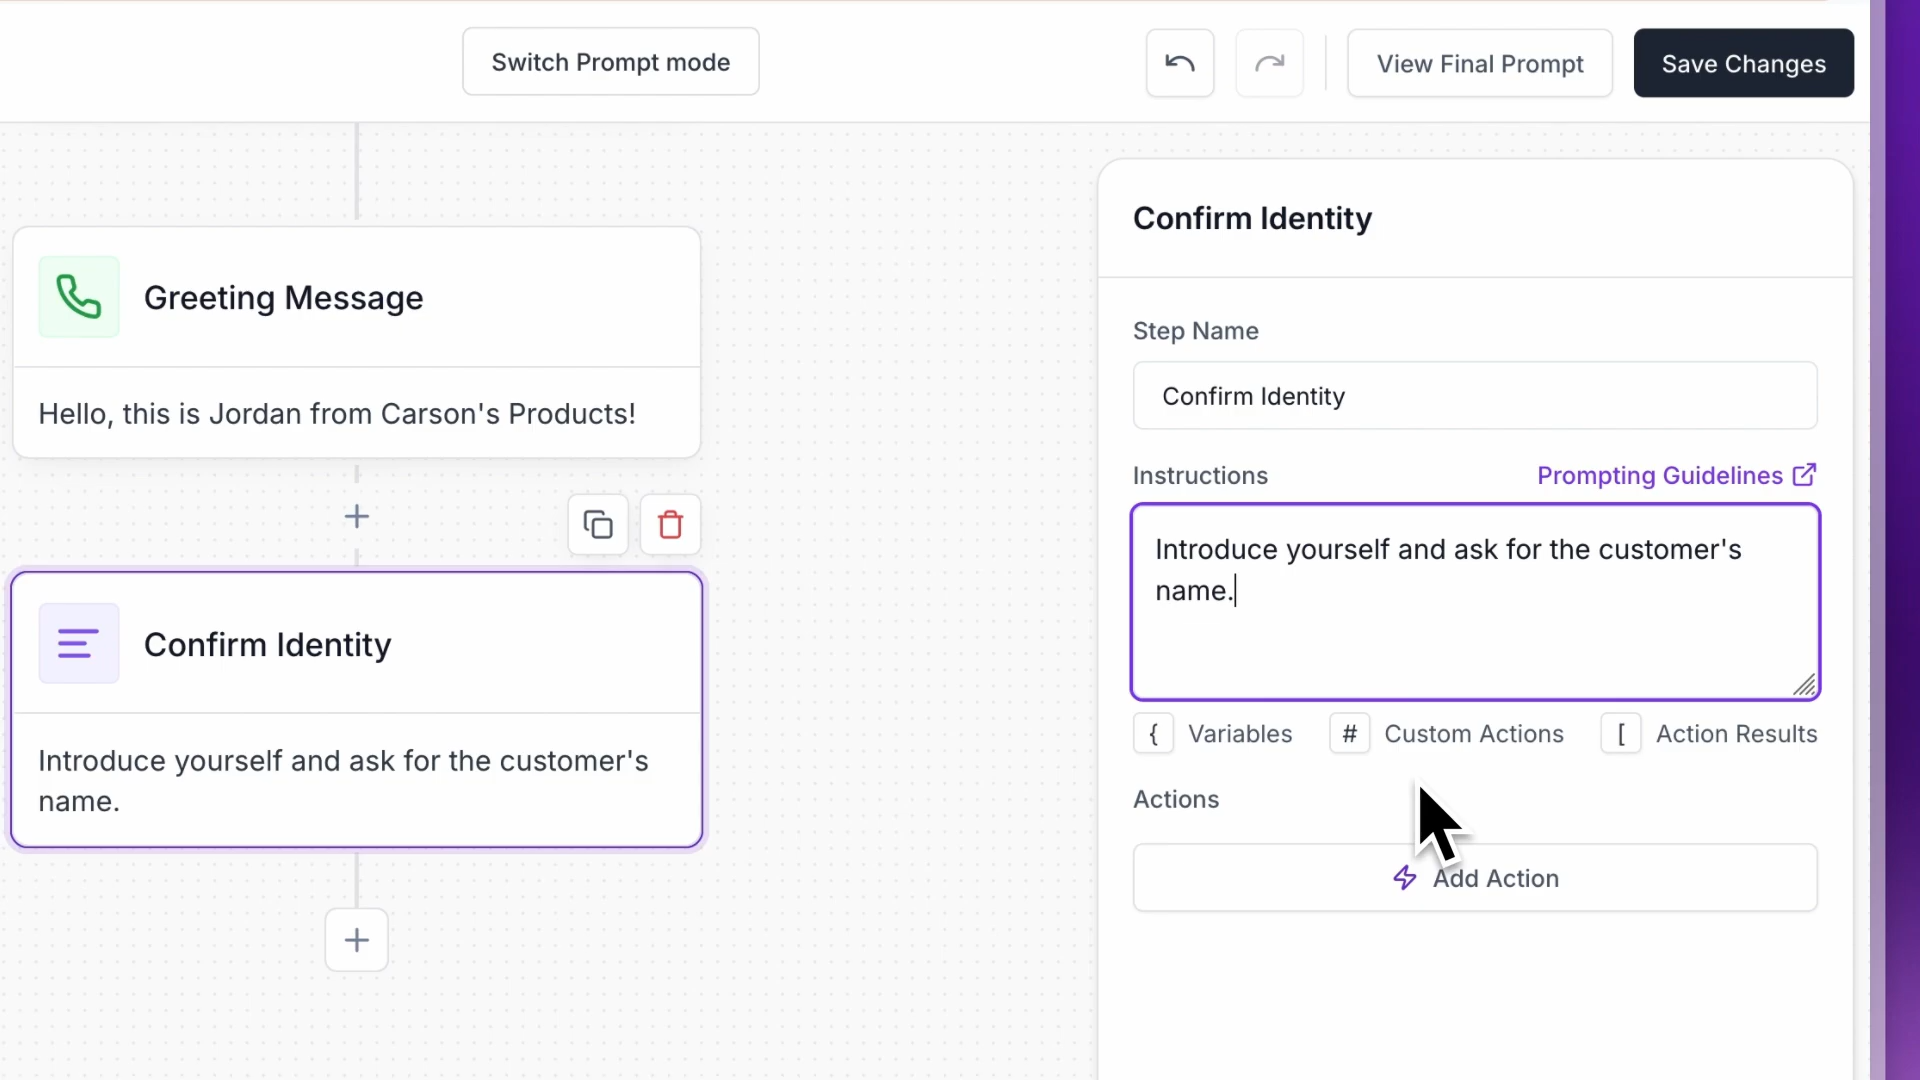 Switch Prompt mode
View Final Prompt
Save Changes
Greeting Message
Hello, this is Jordan from Carson's Products!
Confirm Identity
Introduce yourself and ask for the customer's
name.
Confirm Identity
Step Name
Confirm Identity
Instructions
Prompting Guidelines
Introduce yourself and ask for the customer's
name.
{ Variables # Custom Actions [ Action Results
Actions
Add Action